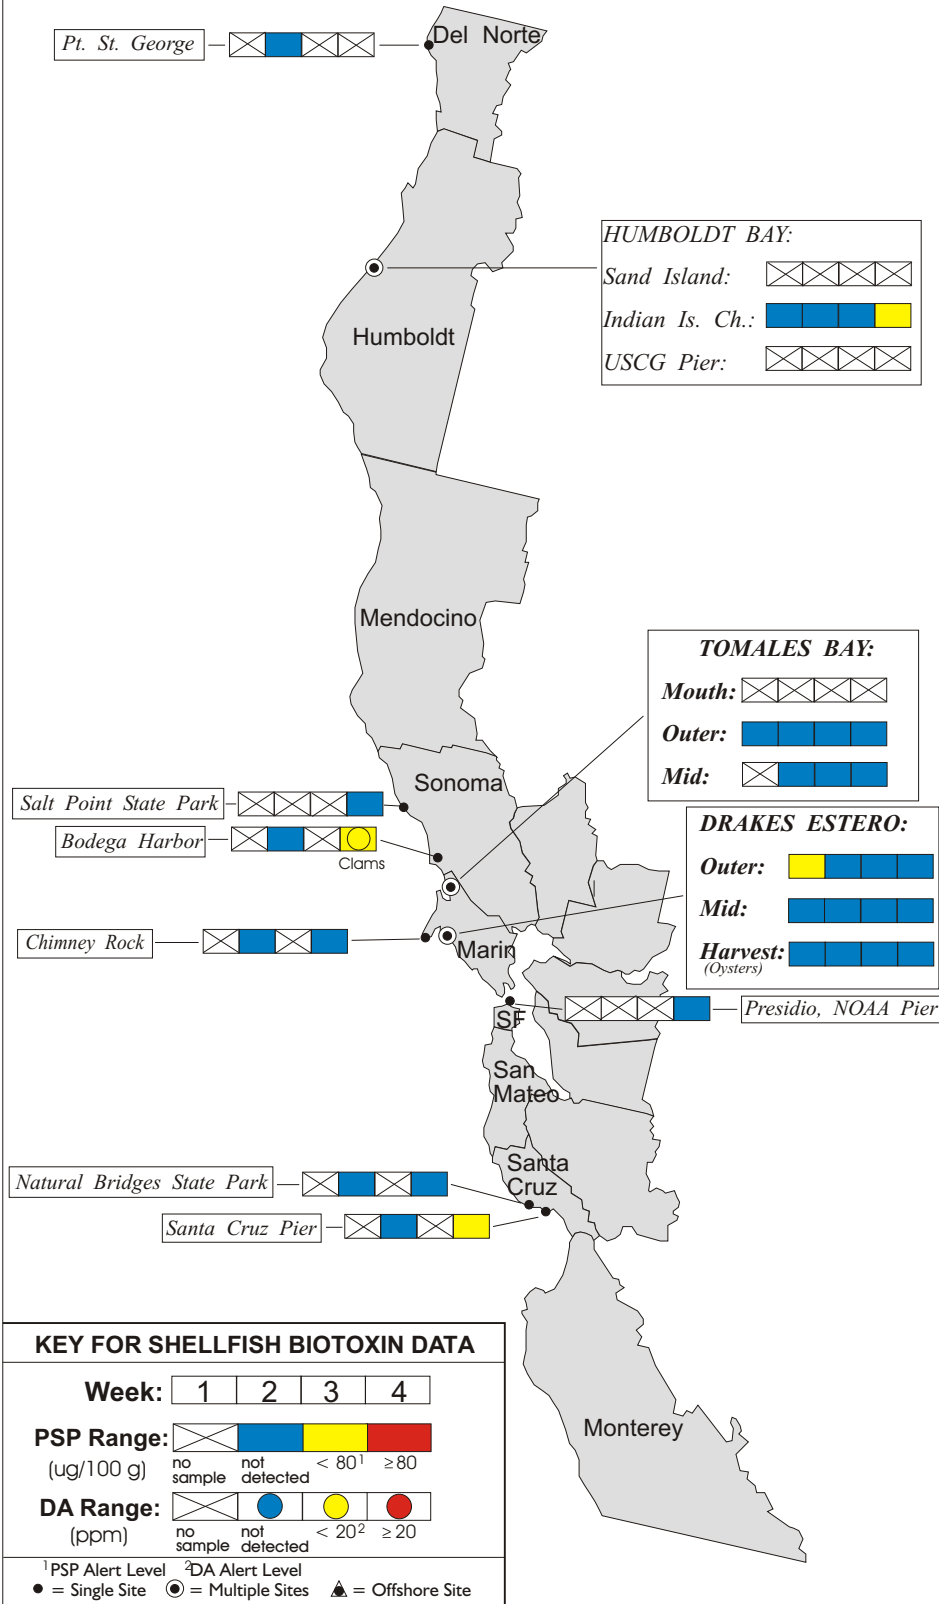 Pt. St. George
Del Norte
HUMBOLDT BAY:
Sand Island:
Indian Is. Ch.:
USCG Pier:
Humboldt
Mendocino
TOMALES BAY:
Mouth:
Outer:
Mid:
Sonoma
Salt Point State Park
Bodega Harbor
Clams
DRAKES ESTERO:
Outer:
Mid:
Harvest:
(Oysters)
Chimney Rock
Marin
Presidio, NOAA Pier
SF
San
Mateo
Santa
Cruz
Natural Bridges State Park
Santa Cruz Pier
Monterey
KEY FOR SHELLFISH BIOTOXIN DATA
Week: 1 2 3 4
PSP Range:
(ug/100 g)
no
sample
not
detected
< 80¹
≥80
DA Range:
(ppm)
no
sample
not
detected
< 20²
≥ 20
¹PSP Alert Level ²DA Alert Level
= Single Site = Multiple Sites = Offshore Site